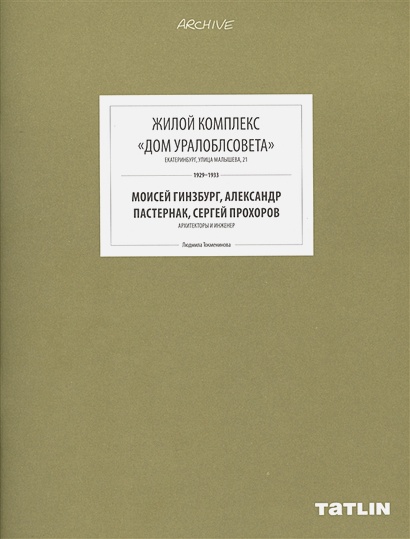 ARCHIVE
ЖИЛОЙ КОМПЛЕКС
«ДОМ УРАЛОБЛСОВЕТА»
ЕКАТЕРИНБУРГ, УЛИЦА МАЛЫШЕВА, 21
1929–1933
МОИСЕЙ ГИНЗБУРГ, АЛЕКСАНДР
ПАСТЕРНАК, СЕРГЕЙ ПРОХОРОВ
АРХИТЕКТОРЫ И ИНЖЕНЕР
Людмила Токменинова
TATLIN